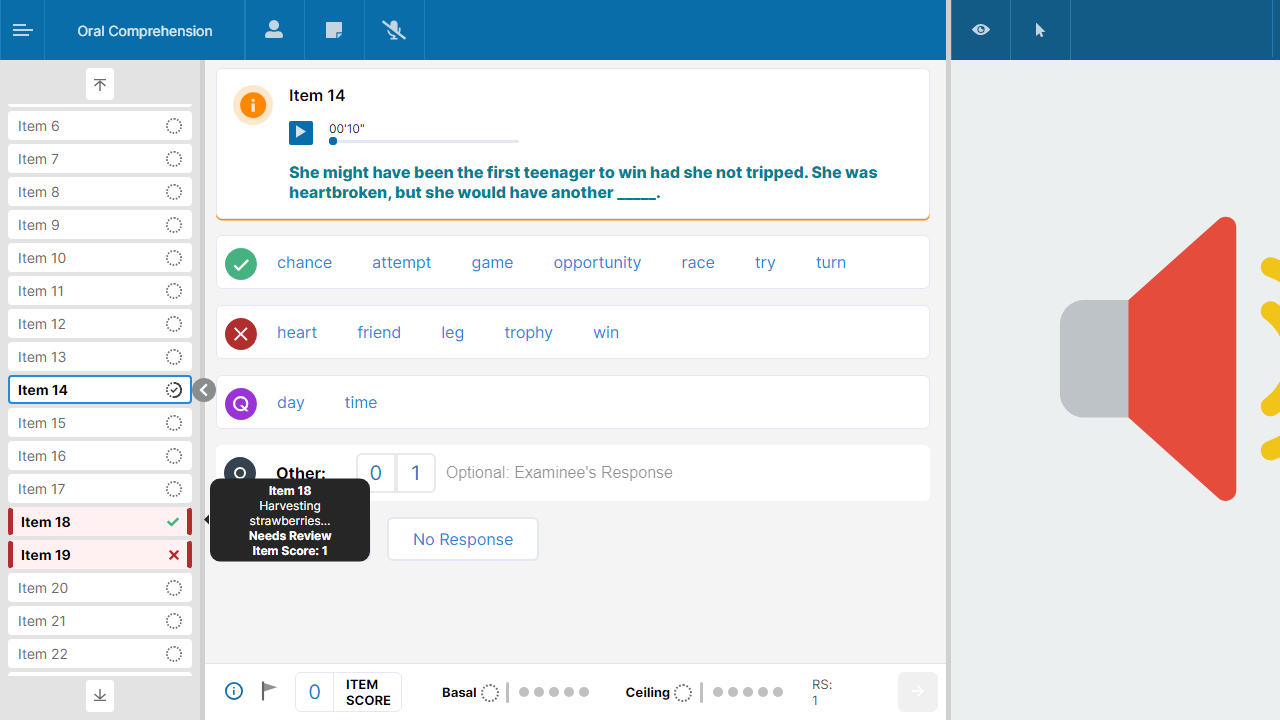 Oral Comprehension
Item 6
Item 7
Item 8
Item 9
Item 10
Item 11
Item 12
Item 13
Item 14
Item 15
Item 16
Item 17
Item 18
Item 19
Item 20
Item 21
Item 22
Item 14
00'10"
She might have been the first teenager to win had she not tripped. She was
heartbroken, but she would have another _____.
chance attempt game opportunity race try turn
heart friend leg trophy win
Q day time
Other: 0 1 Optional: Examinee's Response
Item 18
Harvesting
strawberries...
Needs Review
Item Score: 1
No Response
0 ITEM
SCORE
Basal
Ceiling
RS:
1